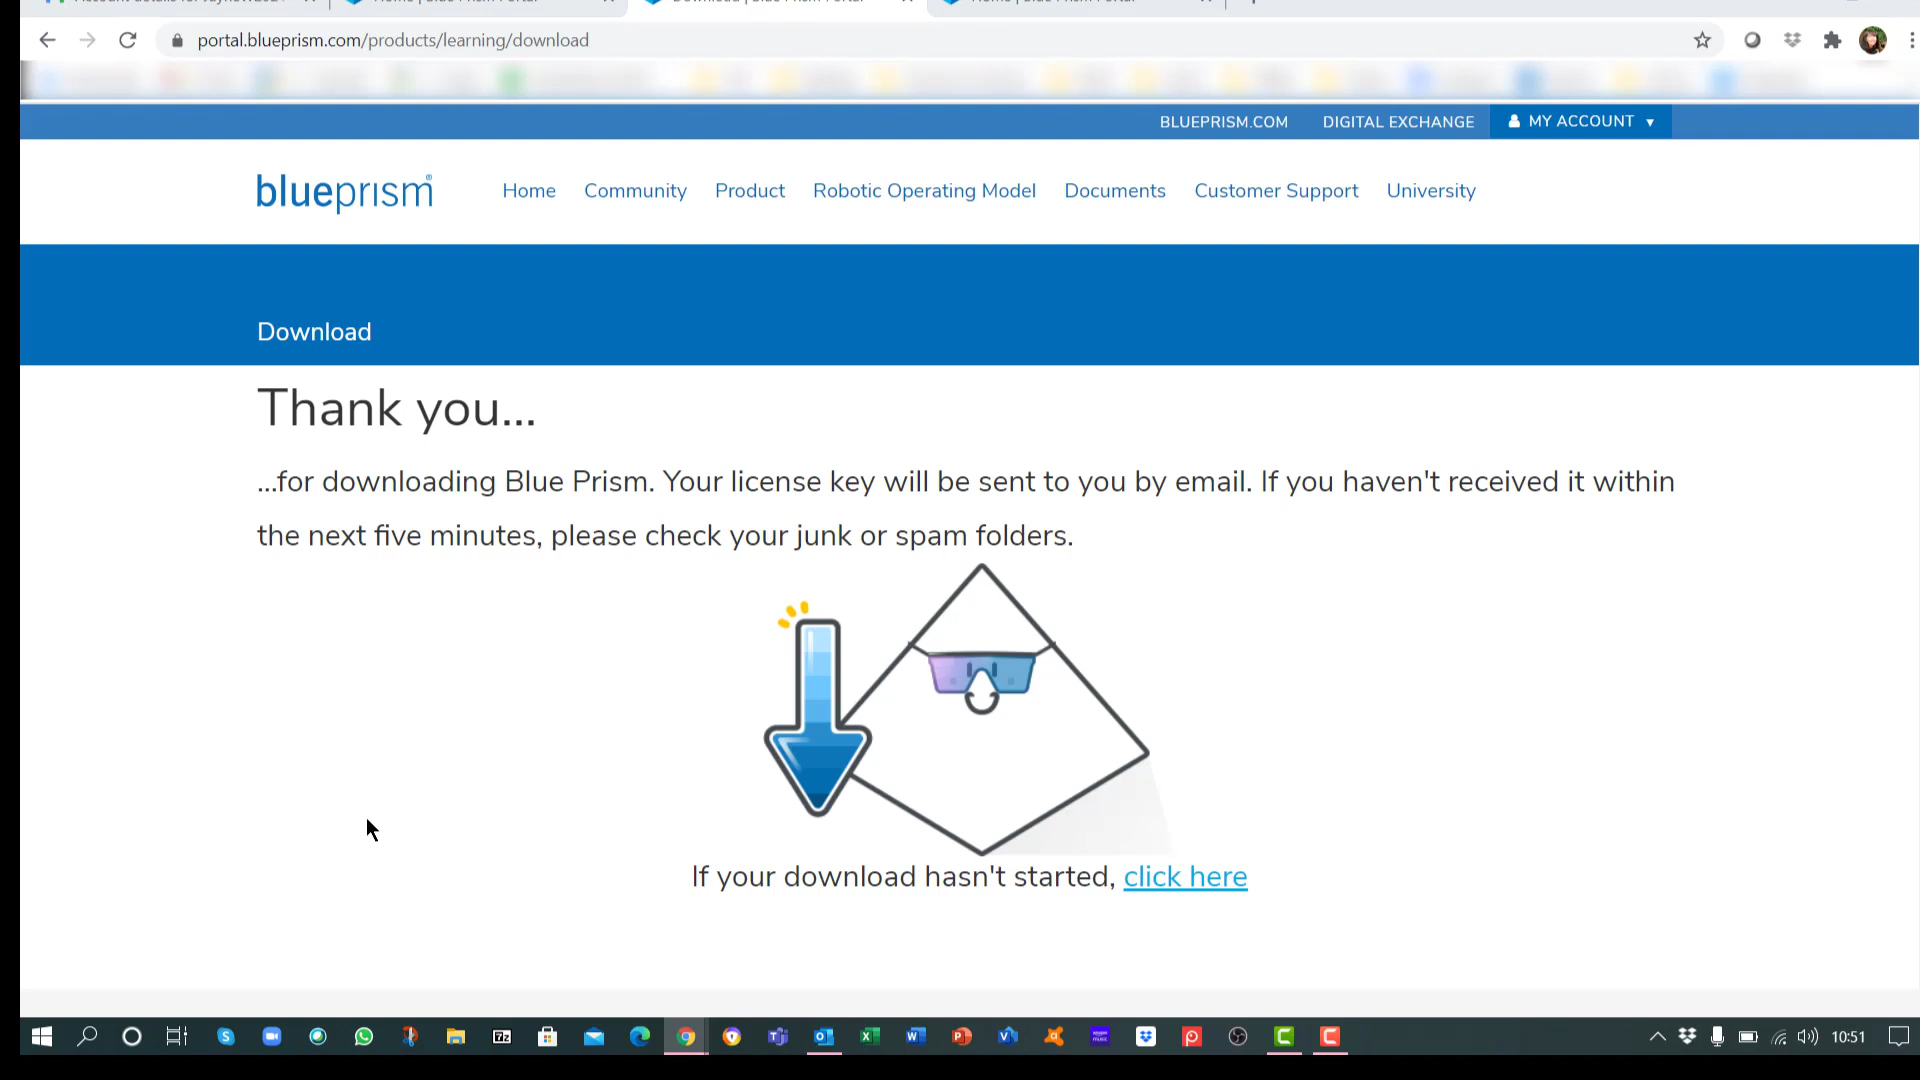 portal.blueprism.com/products/learning/download
BLUEPRISM.COM DIGITAL EXCHANGE MY ACCOUNT
blueprism®
Home Community Product Robotic Operating Model Documents Customer Support University
Download
Thank you...
...for downloading Blue Prism. Your license key will be sent to you by email. If you haven't received it within
the next five minutes, please check your junk or spam folders.
If your download hasn't started, click here
10:51